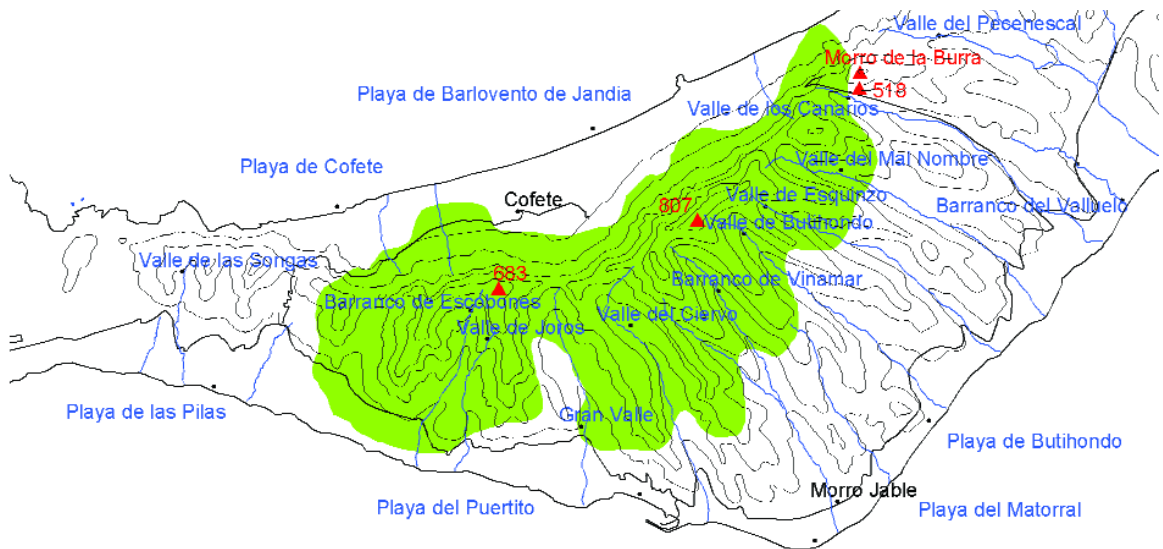 Valle del Pecenescal
Morro de la Burra
518
Playa de Barlovento de Jandia
Valle de los Canarios
Playa de Cofete
Valle del Mal Nombre
Cofete
807
Valle de Esquinzo
Barranco del Valluelo
Valle de Butihondo
Valle de las Songas
683
Barranco de Vinamar
Barranco de Escobones
Valle del Ciervo
Valle de Joros
Playa de las Pilas
Gran Valle
Playa de Butihondo
Morro Jable
Playa del Puertito
Playa del Matorral